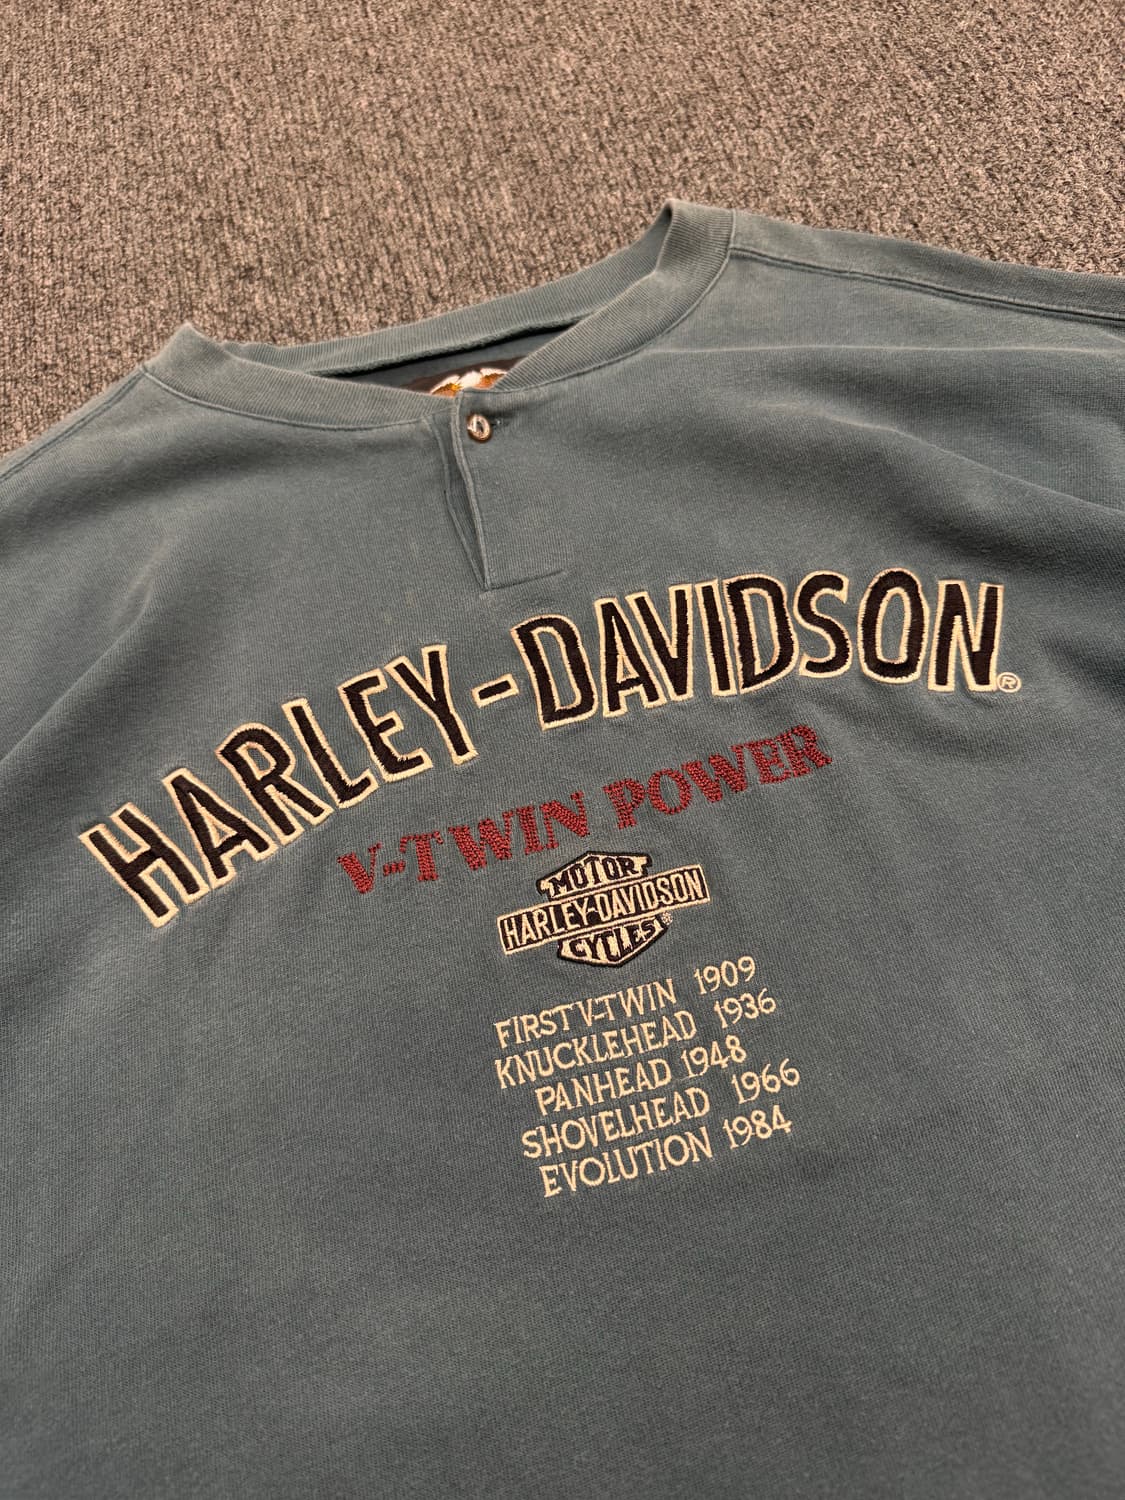 HARLEY-DAVIDSON®
V-TWIN POWER
MOTOR
HARLEY-DAVIDSON
CYCLES®
FIRST V-TWIN 1909
KNUCKLEHEAD 1936
PANHEAD 1948
SHOVELHEAD 1966
EVOLUTION 1984